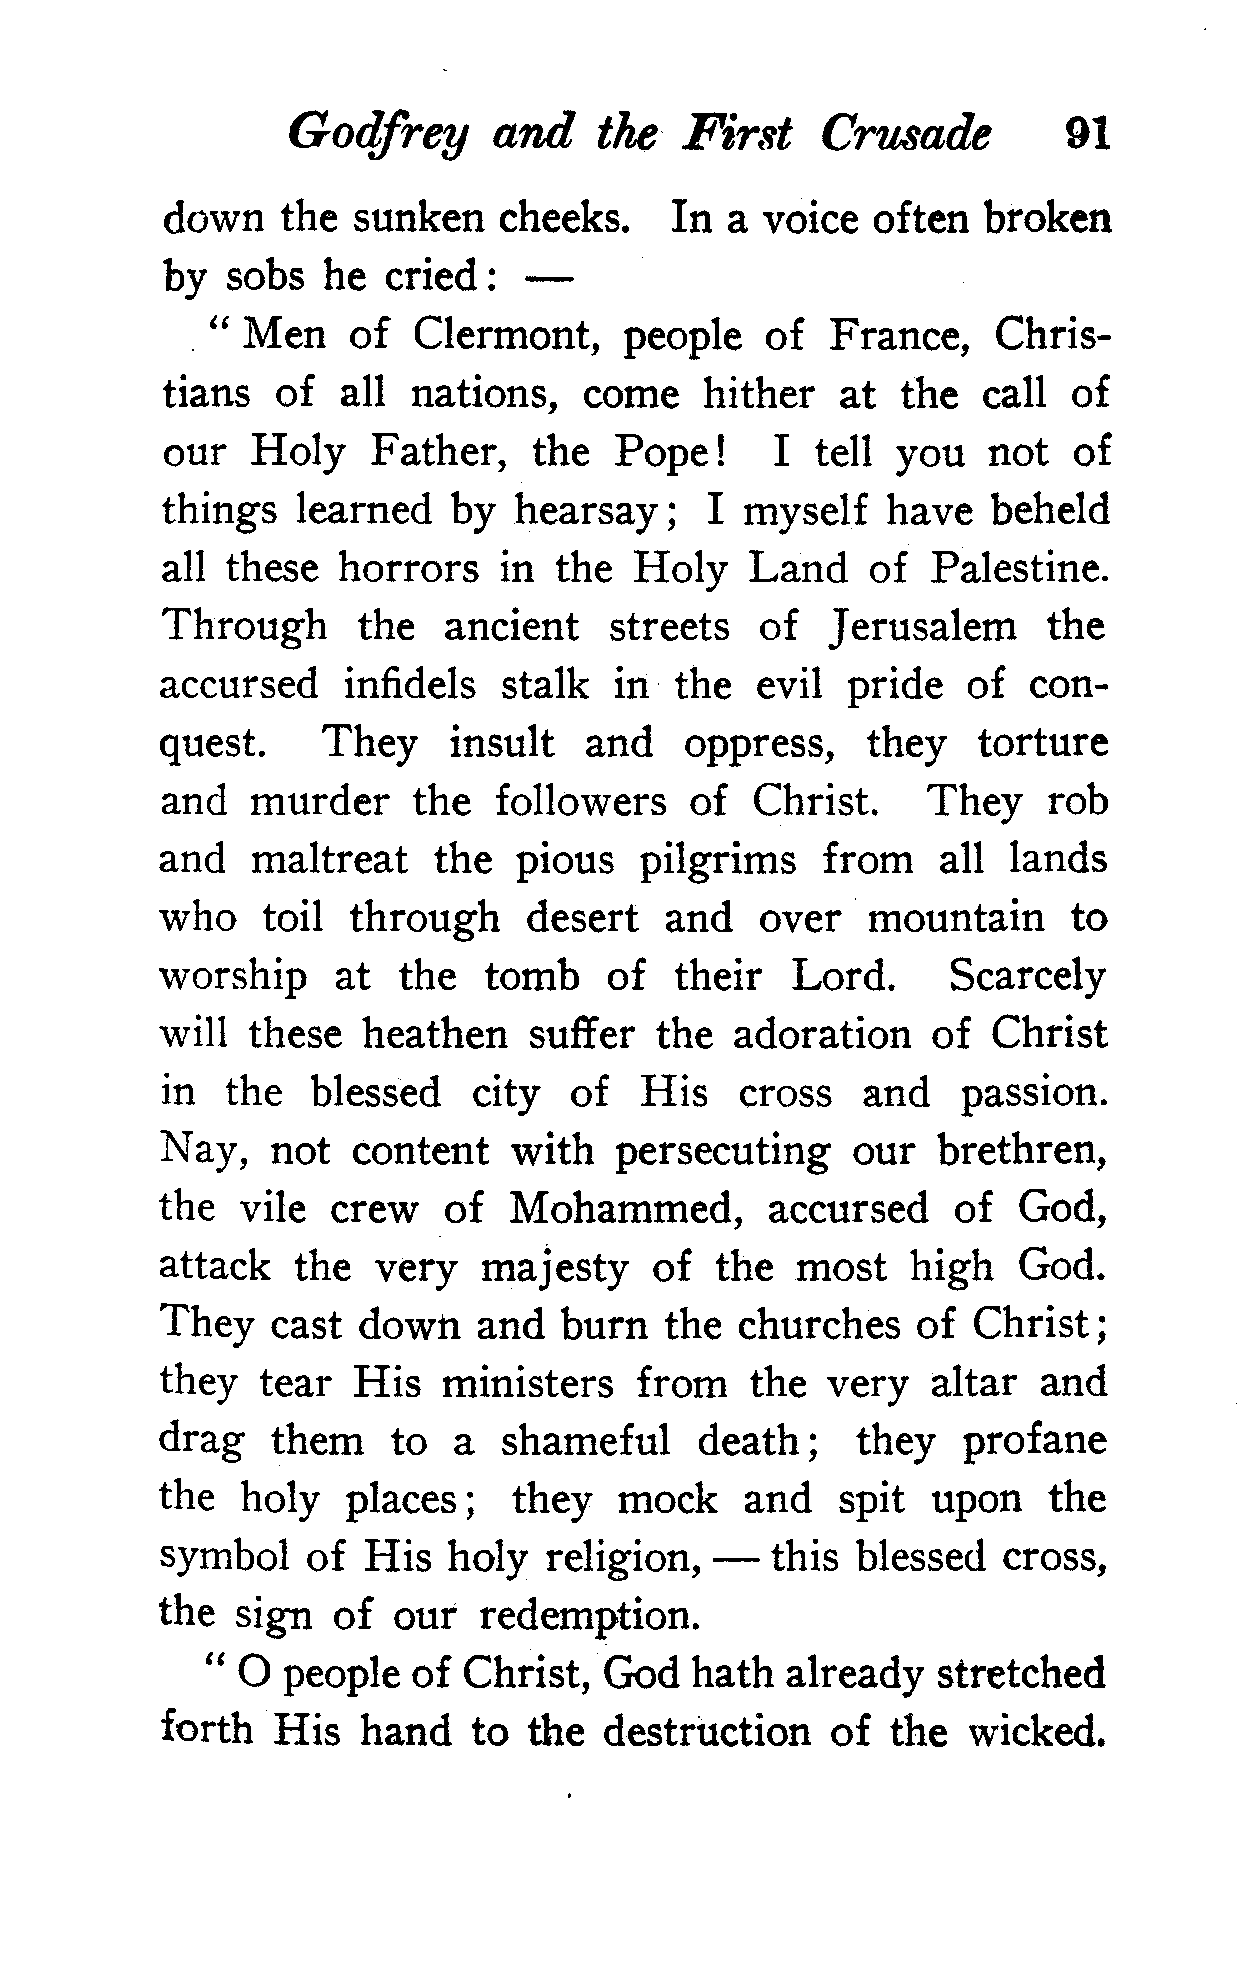 Godfrey and the First Crusade 91
down the sunken cheeks. In a voice often broken
by sobs he cried: —
" Men of Clermont, people of France, Chris-
tians of all nations, come hither at the call of
our Holy Father, the Pope! I tell you not of
things learned by hearsay; I myself have beheld
all these horrors in the Holy Land of Palestine.
Through the ancient streets of Jerusalem the
accursed infidels stalk in the evil pride of con-
quest. They insult and oppress, they torture
and murder the followers of Christ. They rob
and maltreat the pious pilgrims from all lands
who toil through desert and over mountain to
worship at the tomb of their Lord. Scarcely
will these heathen suffer the adoration of Christ
in the blessed city of His cross and passion.
Nay, not content with persecuting our brethren,
the vile crew of Mohammed, accursed of God,
attack the very majesty of the most high God.
They cast down and burn the churches of Christ;
they tear His ministers from the very altar and
drag them to a shameful death; they profane
the holy places; they mock and spit upon the
symbol of His holy religion, — this blessed cross,
the sign of our redemption.
" O people of Christ, God hath already stretched
forth His hand to the destruction of the wicked.